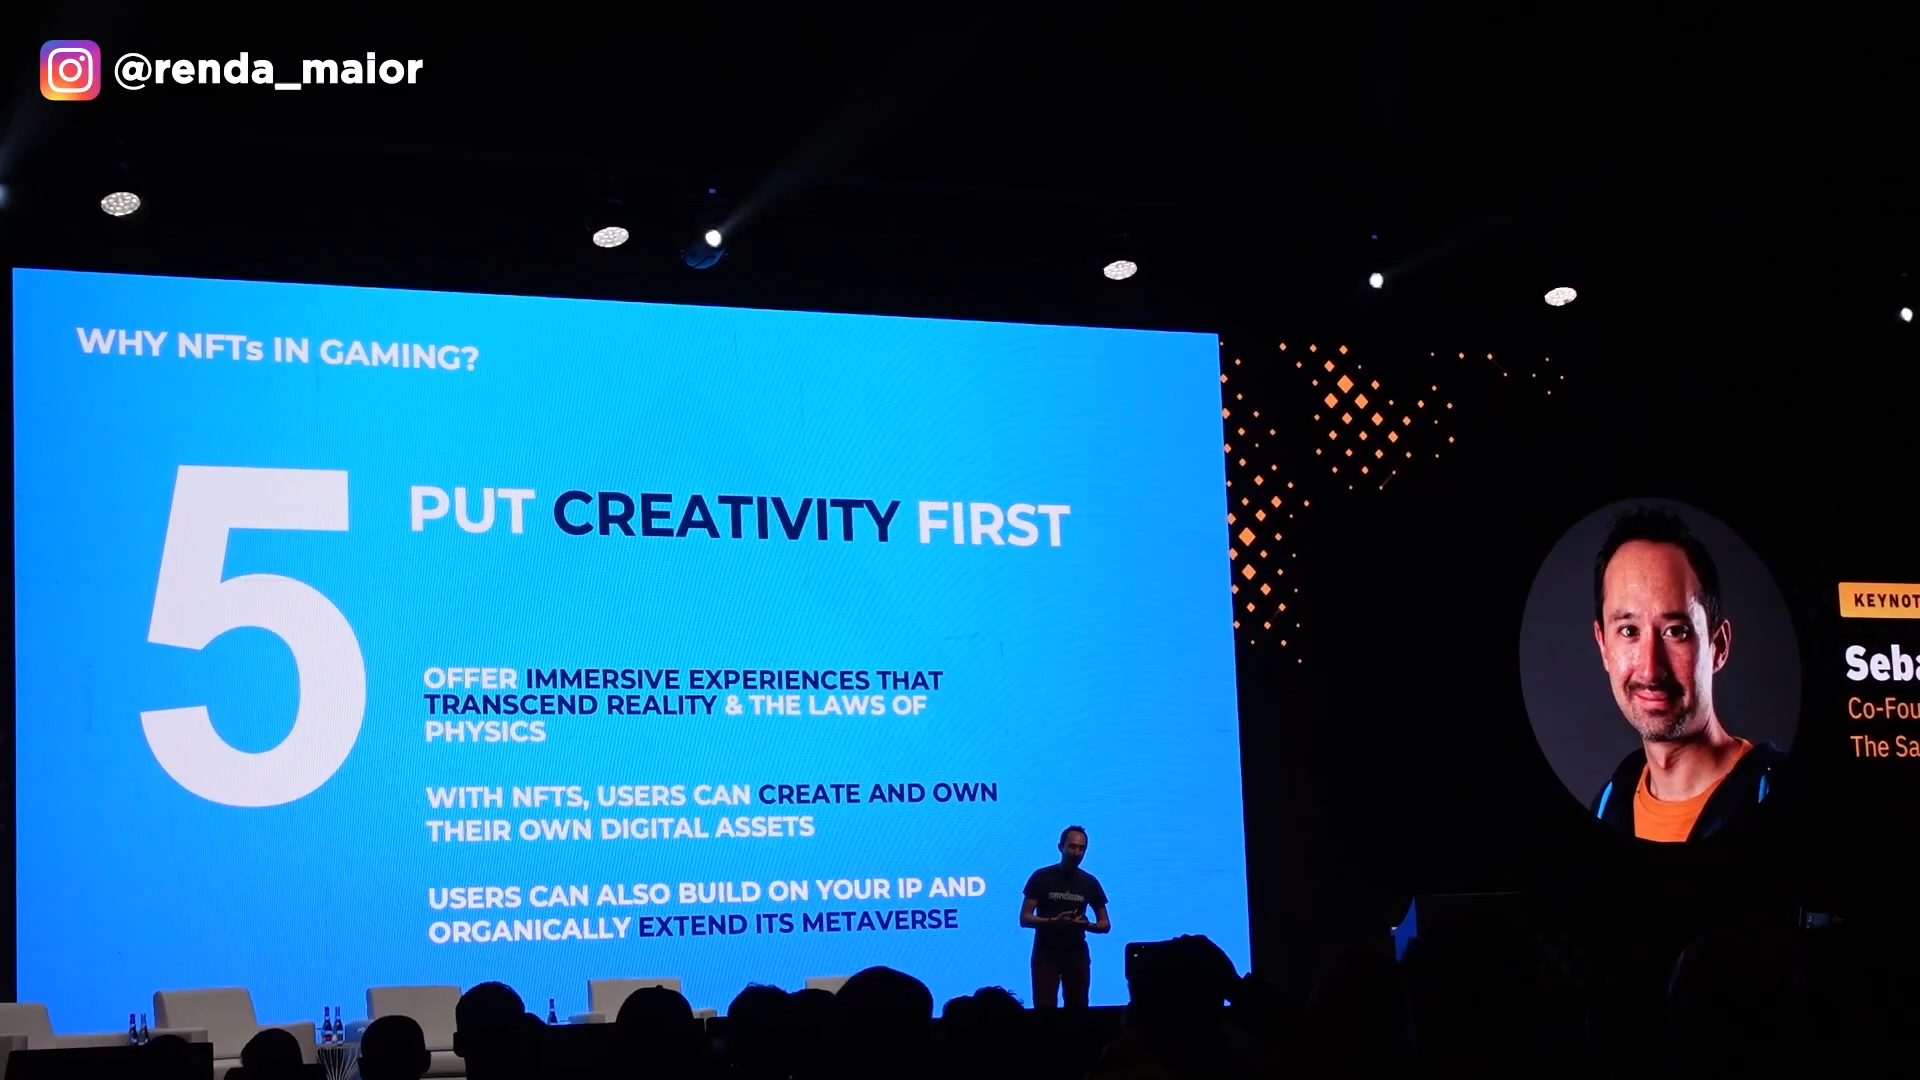 @renda_maior
WHY NFTs IN GAMING?
5
PUT CREATIVITY FIRST
OFFER IMMERSIVE EXPERIENCES THAT
TRANSCEND REALITY & THE LAWS OF
PHYSICS
WITH NFTS, USERS CAN CREATE AND OWN
THEIR OWN DIGITAL ASSETS
USERS CAN ALSO BUILD ON YOUR IP AND
ORGANICALLY EXTEND ITS METAVERSE
KEYNOT
Seba
Co-Fou
The Sa